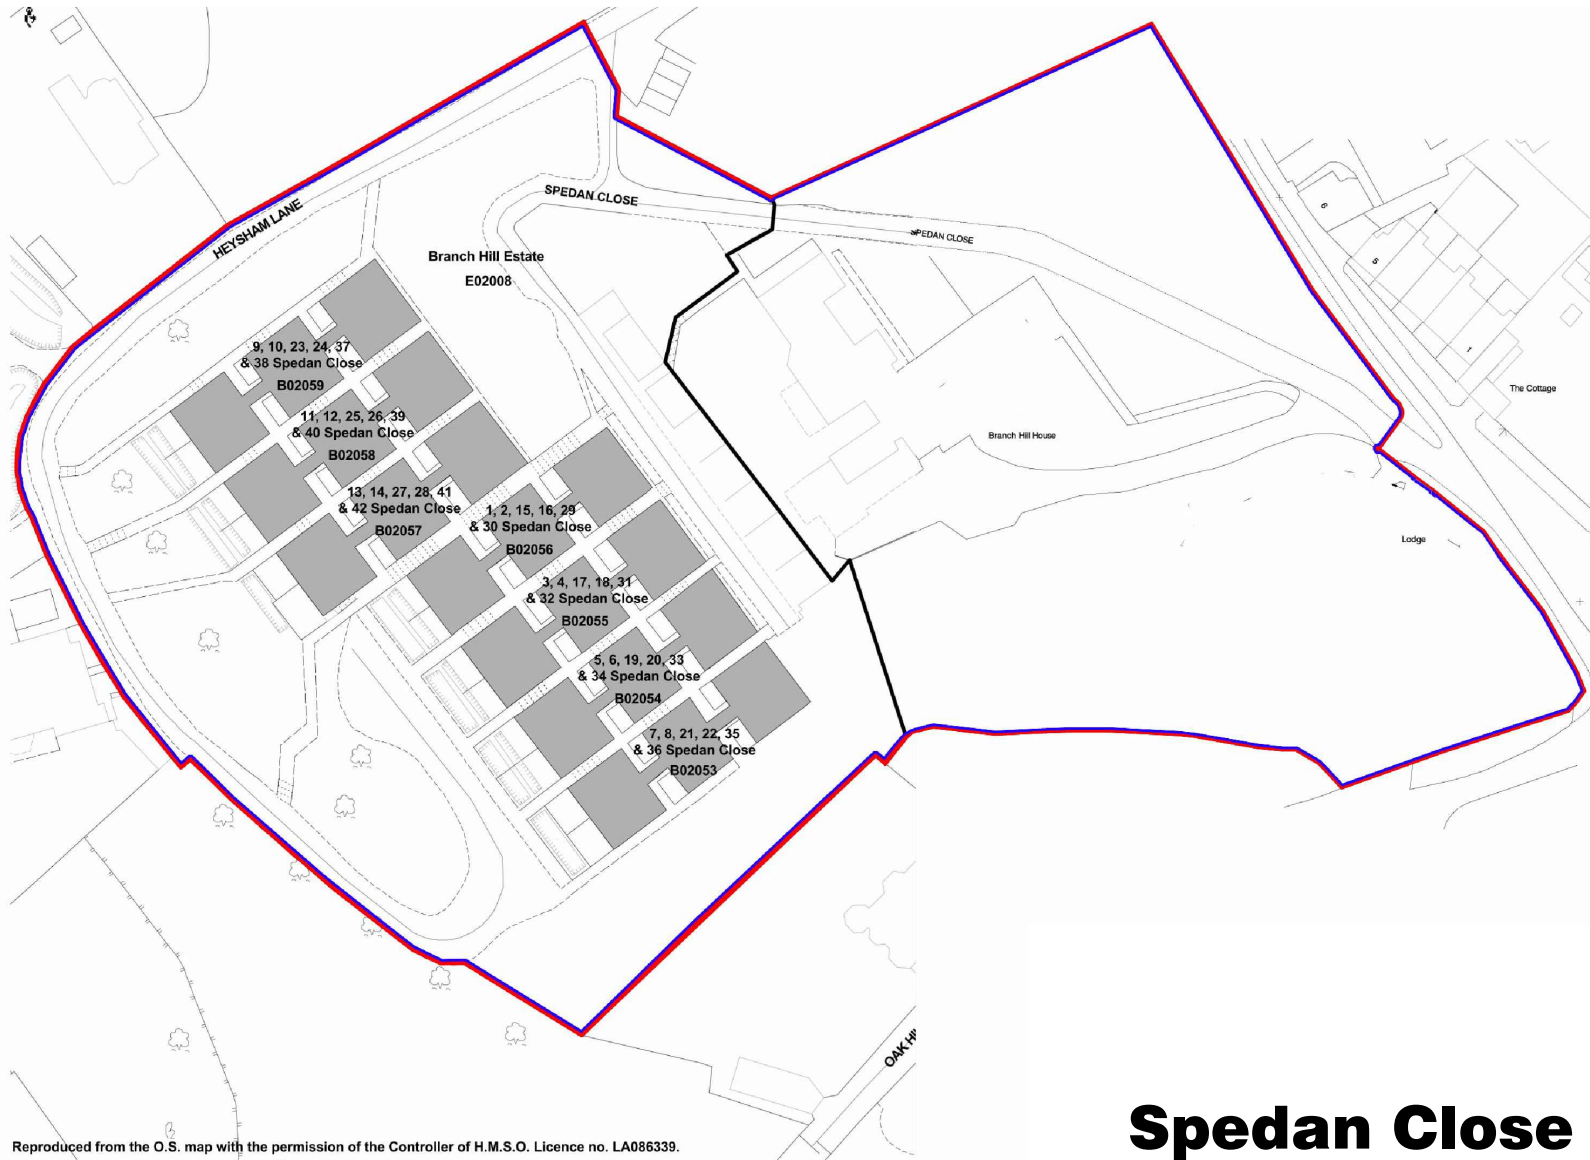 HEYSHAM LANE
SPEDAN CLOSE
SPEDAN CLOSE
Branch Hill Estate
E02008
9, 10, 23, 24, 37
& 38 Spedan Close
B02059
11, 12, 25, 26, 39
& 40 Spedan Close
B02058
13, 14, 27, 28, 41
& 42 Spedan Close
B02057
1, 2, 15, 16, 29
& 30 Spedan Close
B02056
3, 4, 17, 18, 31
& 32 Spedan Close
B02055
5, 6, 19, 20, 33
& 34 Spedan Close
B02054
7, 8, 21, 22, 35
& 36 Spedan Close
B02053
Branch Hill House
6
5
1
The Cottage
Lodge
OAK HI
Reproduced from the O.S. map with the permission of the Controller of H.M.S.O. Licence no. LA086339.
Spedan Close